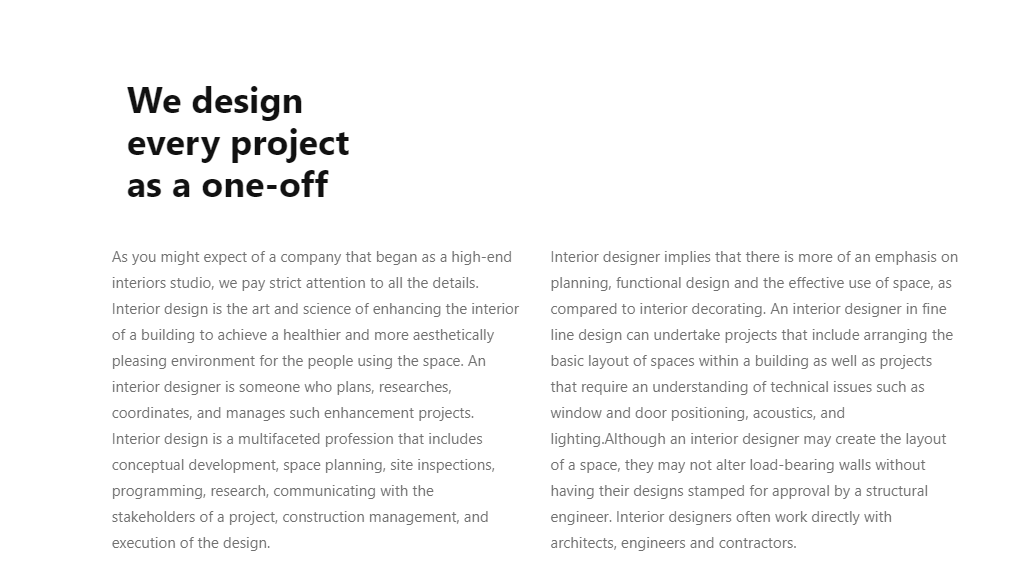 We design
every project
as a one-off
As you might expect of a company that began as a high-end
interiors studio, we pay strict attention to all the details.
Interior design is the art and science of enhancing the interior
of a building to achieve a healthier and more aesthetically
pleasing environment for the people using the space. An
interior designer is someone who plans, researches,
coordinates, and manages such enhancement projects.
Interior design is a multifaceted profession that includes
conceptual development, space planning, site inspections,
programming, research, communicating with the
stakeholders of a project, construction management, and
execution of the design.
Interior designer implies that there is more of an emphasis on
planning, functional design and the effective use of space, as
compared to interior decorating. An interior designer in fine
line design can undertake projects that include arranging the
basic layout of spaces within a building as well as projects
that require an understanding of technical issues such as
window and door positioning, acoustics, and
lighting.Although an interior designer may create the layout
of a space, they may not alter load-bearing walls without
having their designs stamped for approval by a structural
engineer. Interior designers often work directly with
architects, engineers and contractors.